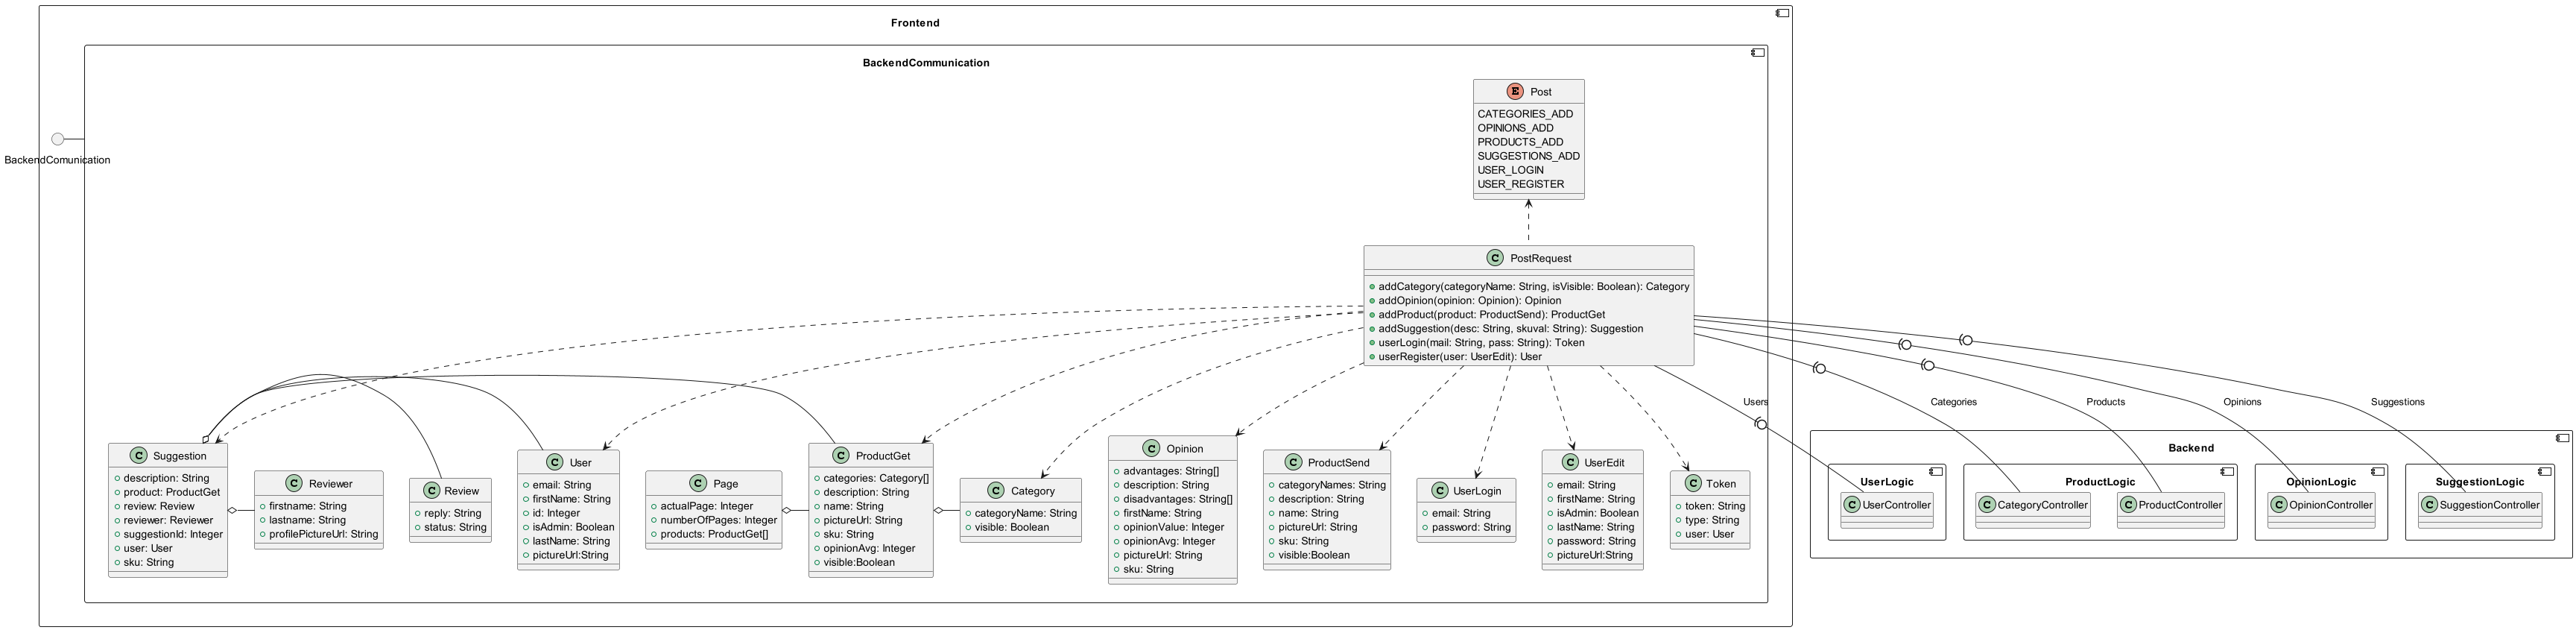 Frontend
BackendCommunication
BackendComunication
E Post
CATEGORIES_ADD
OPINIONS_ADD
PRODUCTS_ADD
SUGGESTIONS_ADD
USER_LOGIN
USER_REGISTER
C PostRequest
addCategory(categoryName: String, isVisible: Boolean): Category
addOpinion(opinion: Opinion): Opinion
addProduct(product: ProductSend): ProductGet
addSuggestion(desc: String, skuval: String): Suggestion
userLogin(mail: String, pass: String): Token
userRegister(user: UserEdit): User
Users
Categories
Products
Opinions
Suggestions
C Suggestion
description: String
product: ProductGet
review: Review
reviewer: Reviewer
suggestionId: Integer
user: User
sku: String
C Reviewer
firstname: String
lastname: String
profilePictureUrl: String
C Review
reply: String
status: String
C User
email: String
firstName: String
id: Integer
isAdmin: Boolean
lastName: String
pictureUrl:String
C Page
actualPage: Integer
numberOfPages: Integer
products: ProductGet[]
C ProductGet
categories: Category[]
description: String
name: String
pictureUrl: String
sku: String
opinionAvg: Integer
visible:Boolean
C Category
categoryName: String
visible: Boolean
C Opinion
advantages: String[]
description: String
disadvantages: String[]
firstName: String
opinionValue: Integer
opinionAvg: Integer
pictureUrl: String
sku: String
C ProductSend
categoryNames: String
description: String
name: String
pictureUrl: String
sku: String
visible:Boolean
C UserLogin
email: String
password: String
C UserEdit
email: String
firstName: String
isAdmin: Boolean
lastName: String
password: String
pictureUrl:String
C Token
token: String
type: String
user: User
Backend
UserLogic
C UserController
ProductLogic
C CategoryController
C ProductController
OpinionLogic
C OpinionController
SuggestionLogic
C SuggestionController